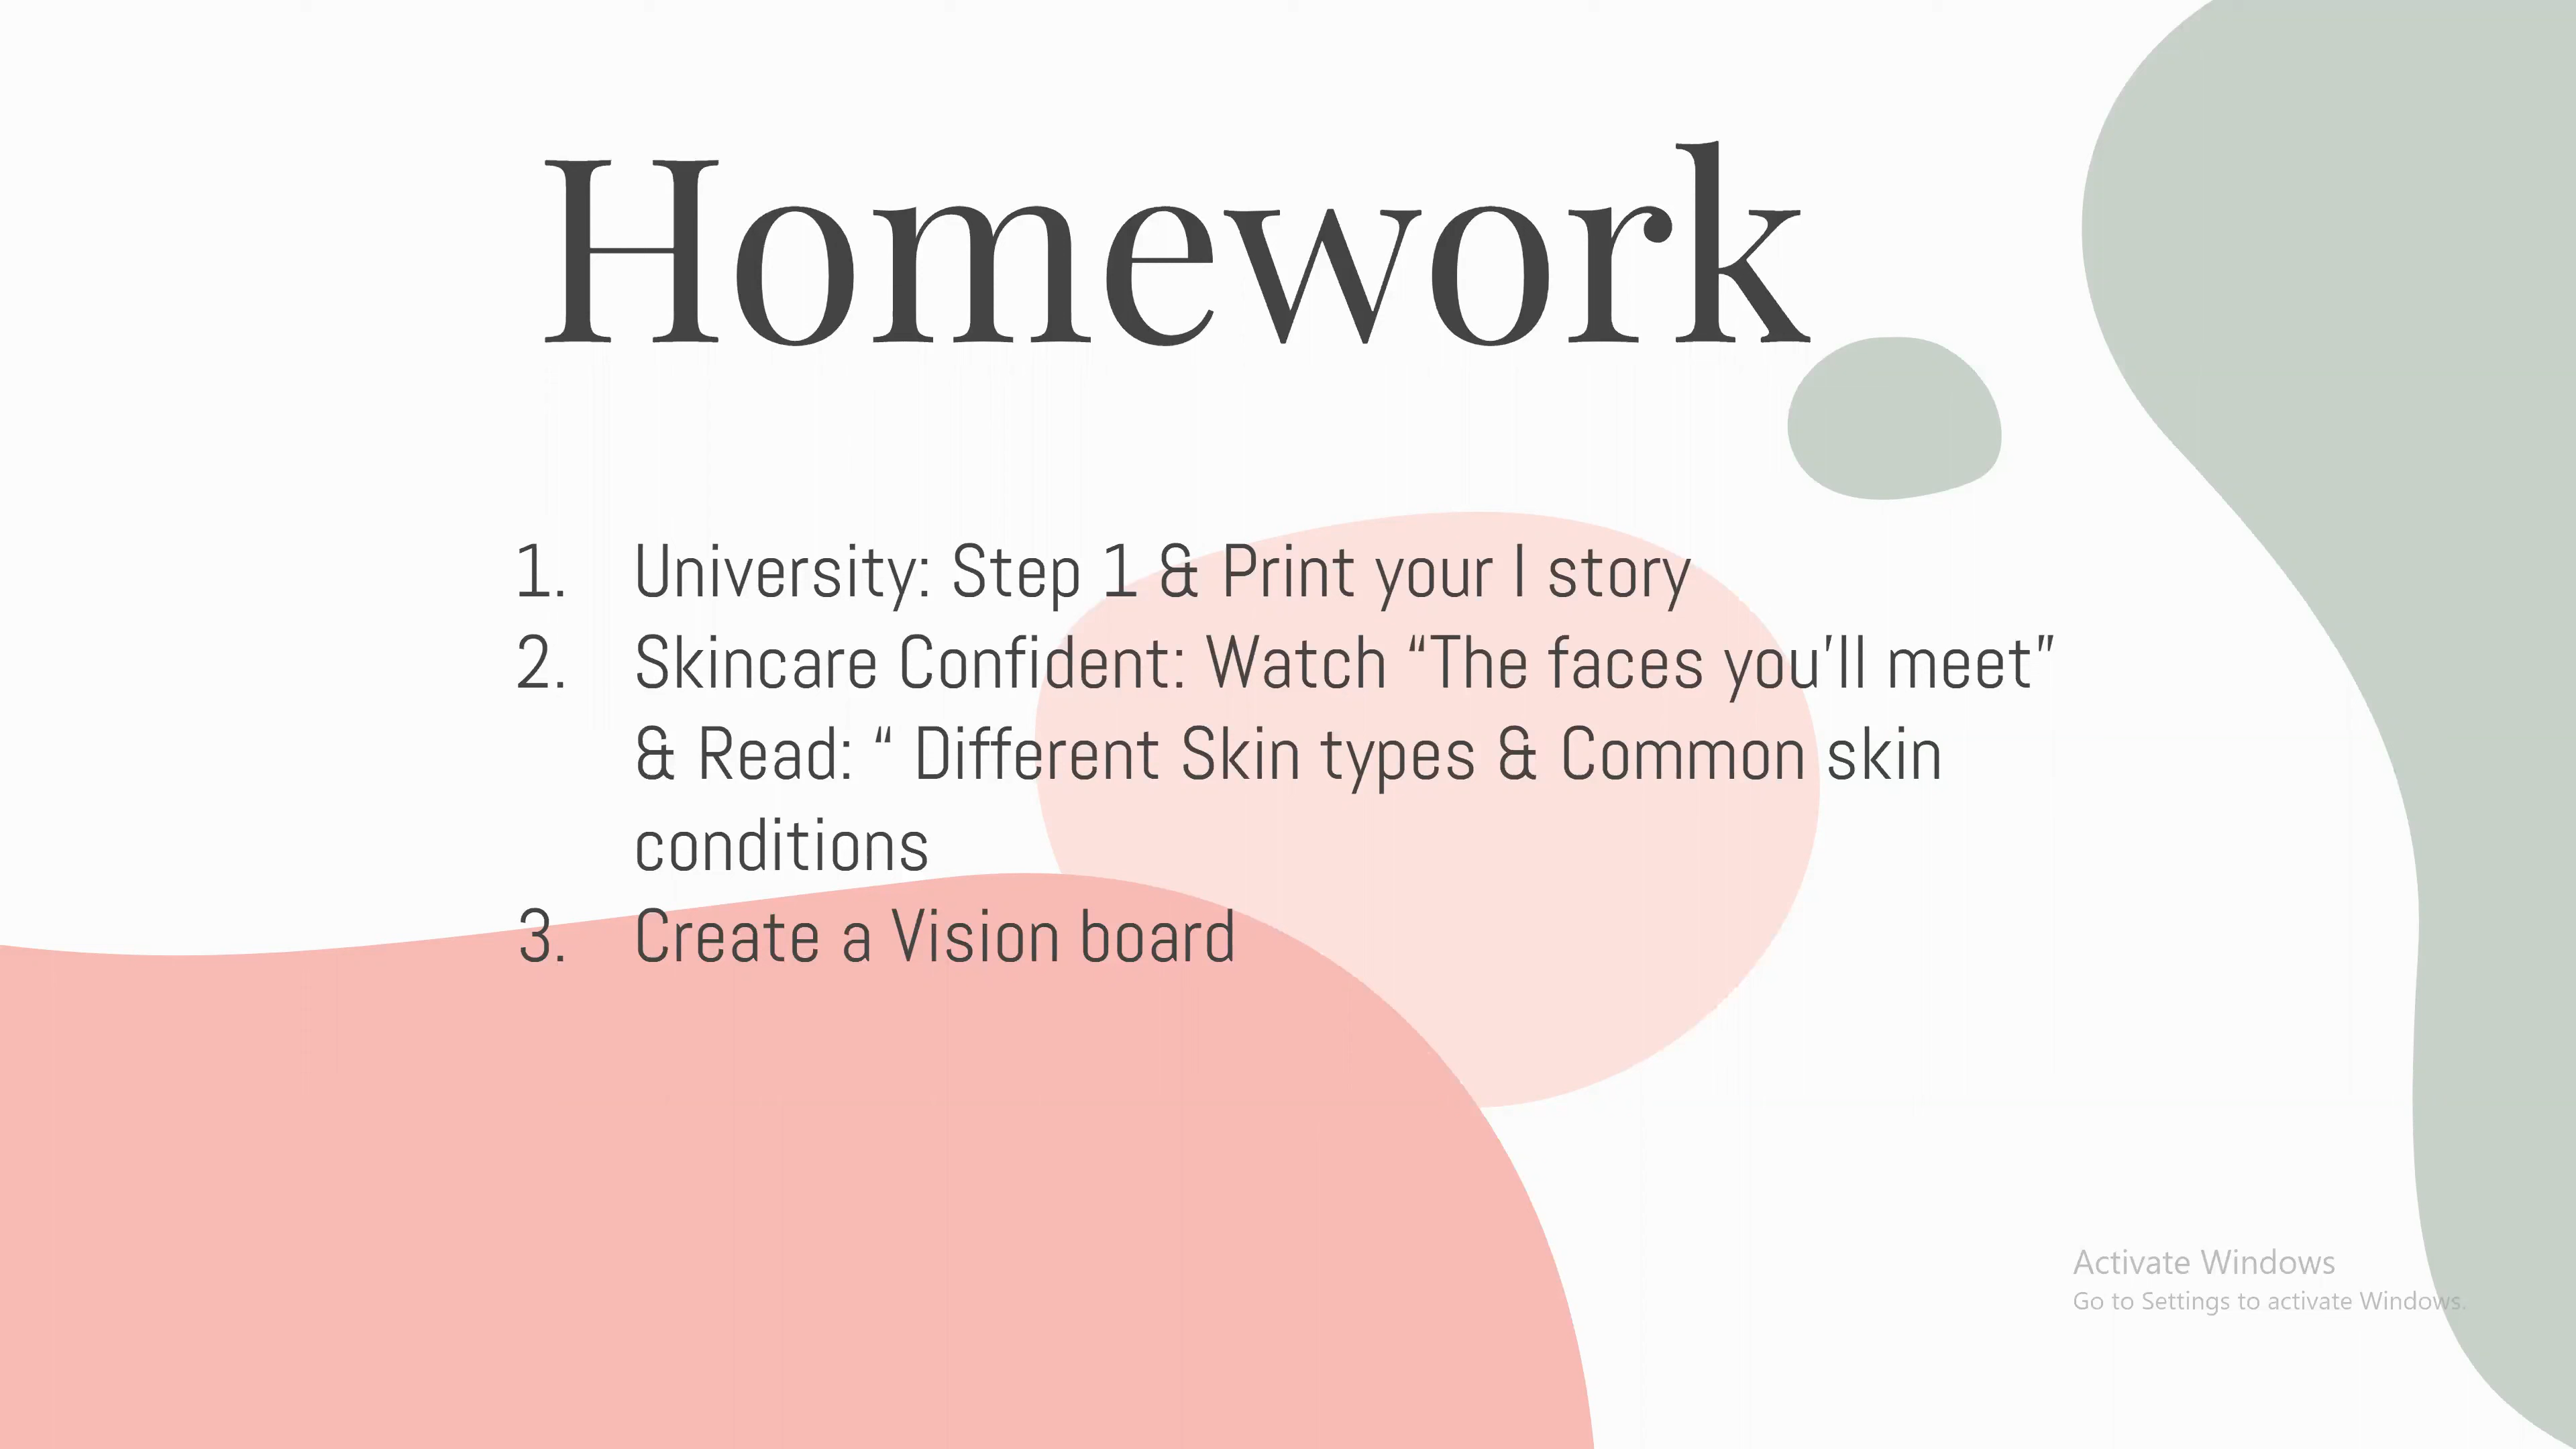 Homework
1. University: Step 1 & Print your I story
2. Skincare Confident: Watch “The faces you'll meet”
& Read: “ Different Skin types & Common skin
conditions
3. Create a Vision board
Activate Windows
Go to Settings to activate Windows.